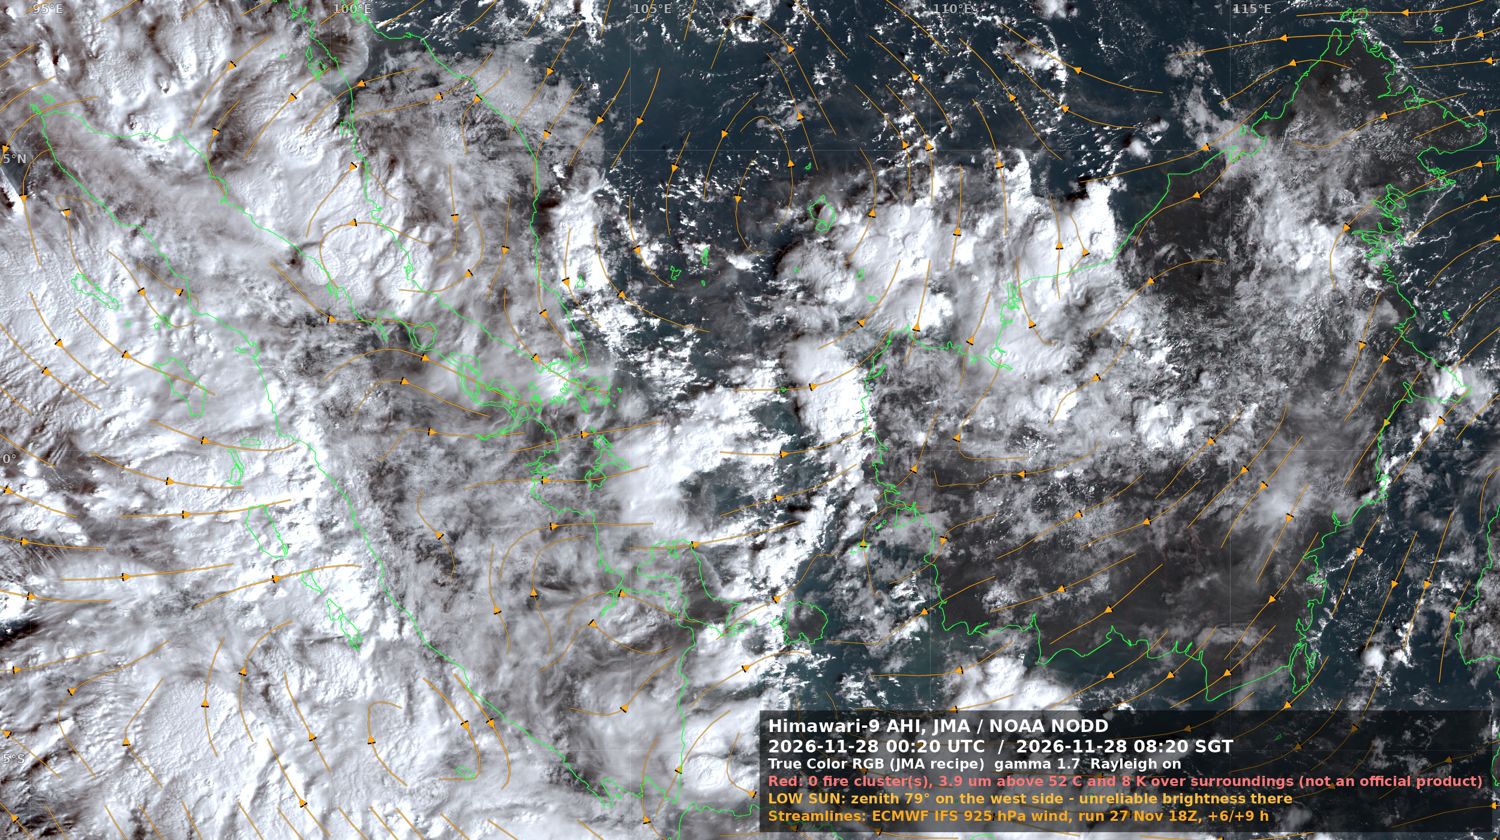 95°E
100°E
105°E
110°E
115°E
5°N
0°
5°S
Himawari-9 AHI, JMA / NOAA NODD
2026-11-28 00:20 UTC / 2026-11-28 08:20 SGT
True Color RGB (JMA recipe) gamma 1.7 Rayleigh on
Red: 0 fire cluster(s), 3.9 um above 52 C and 8 K over surroundings (not an official product)
LOW SUN: zenith 79° on the west side - unreliable brightness there
Streamlines: ECMWF IFS 925 hPa wind, run 27 Nov 18Z, +6/+9 h